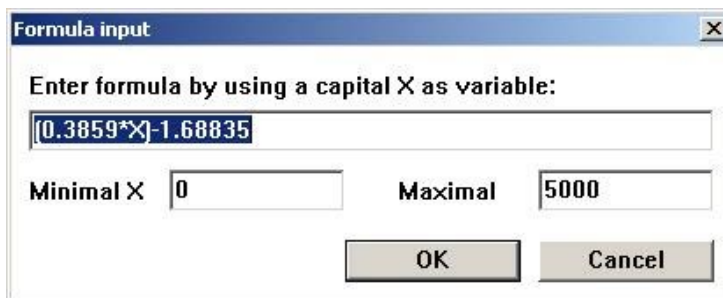 Formula input
Enter formula by using a capital X as variable:
(0.3859*X)-1.68835
Minimal X 0 Maximal 5000
OK Cancel